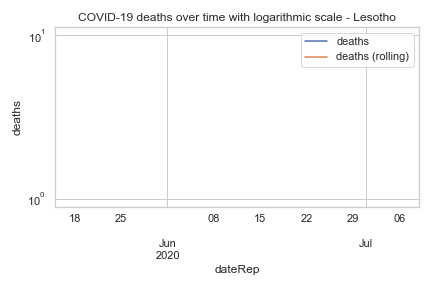 COVID-19 deaths over time with logarithmic scale - Lesotho
10¹
deaths
deaths (rolling)
deaths
10⁰
18 25 08 15 22 29 06
Jun Jul
2020
dateRep